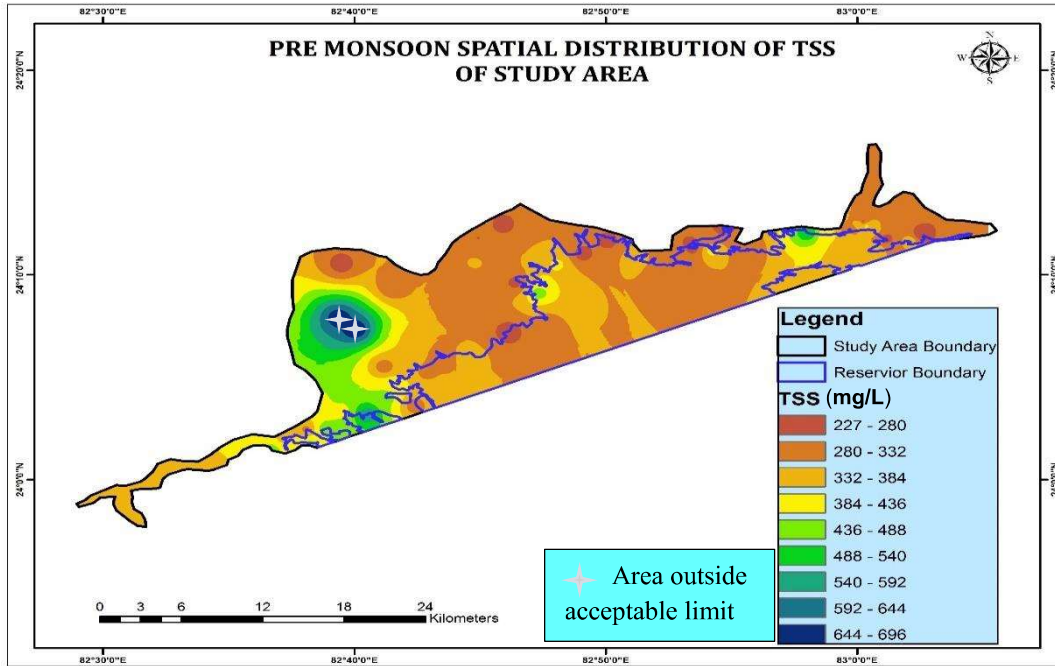 82°30'0"E 82°40'0"E 82°50'0"E 83°0'0"E
PRE MONSOON SPATIAL DISTRIBUTION OF TSS
OF STUDY AREA
N
W E
S
24°20'0"N
24°10'0"N 24°10'0"N
24°0'0"N
Legend
Study Area Boundary
Reservior Boundary
TSS (mg/L)
227 - 280
280 - 332
332 - 384
384 - 436
436 - 488
488 - 540
540 - 592
592 - 644
644 - 696
Area outside
acceptable limit
0 3 6 12 18 24
Kilometers
82°30'0"E 82°40'0"E 82°50'0"E 83°0'0"E